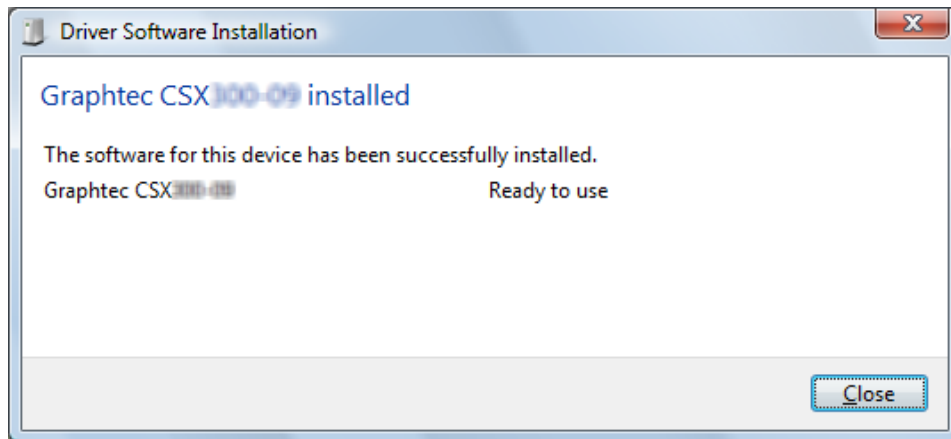 Driver Software Installation
Graphtec CSX installed
The software for this device has been successfully installed.
Graphtec CSX Ready to use
Close